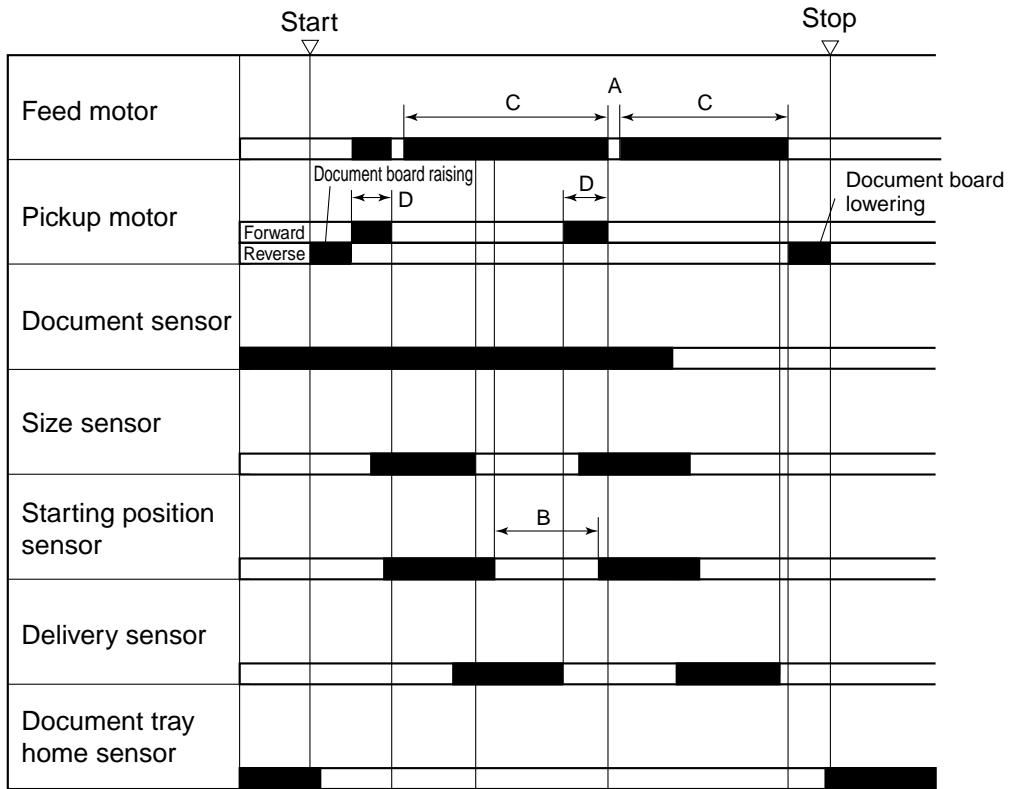 Start
Stop
Feed motor
C
A
C
Pickup motor
Document board raising
D
D
Document board
lowering
Forward
Reverse
Document sensor
Size sensor
Starting position
sensor
B
Delivery sensor
Document tray
home sensor